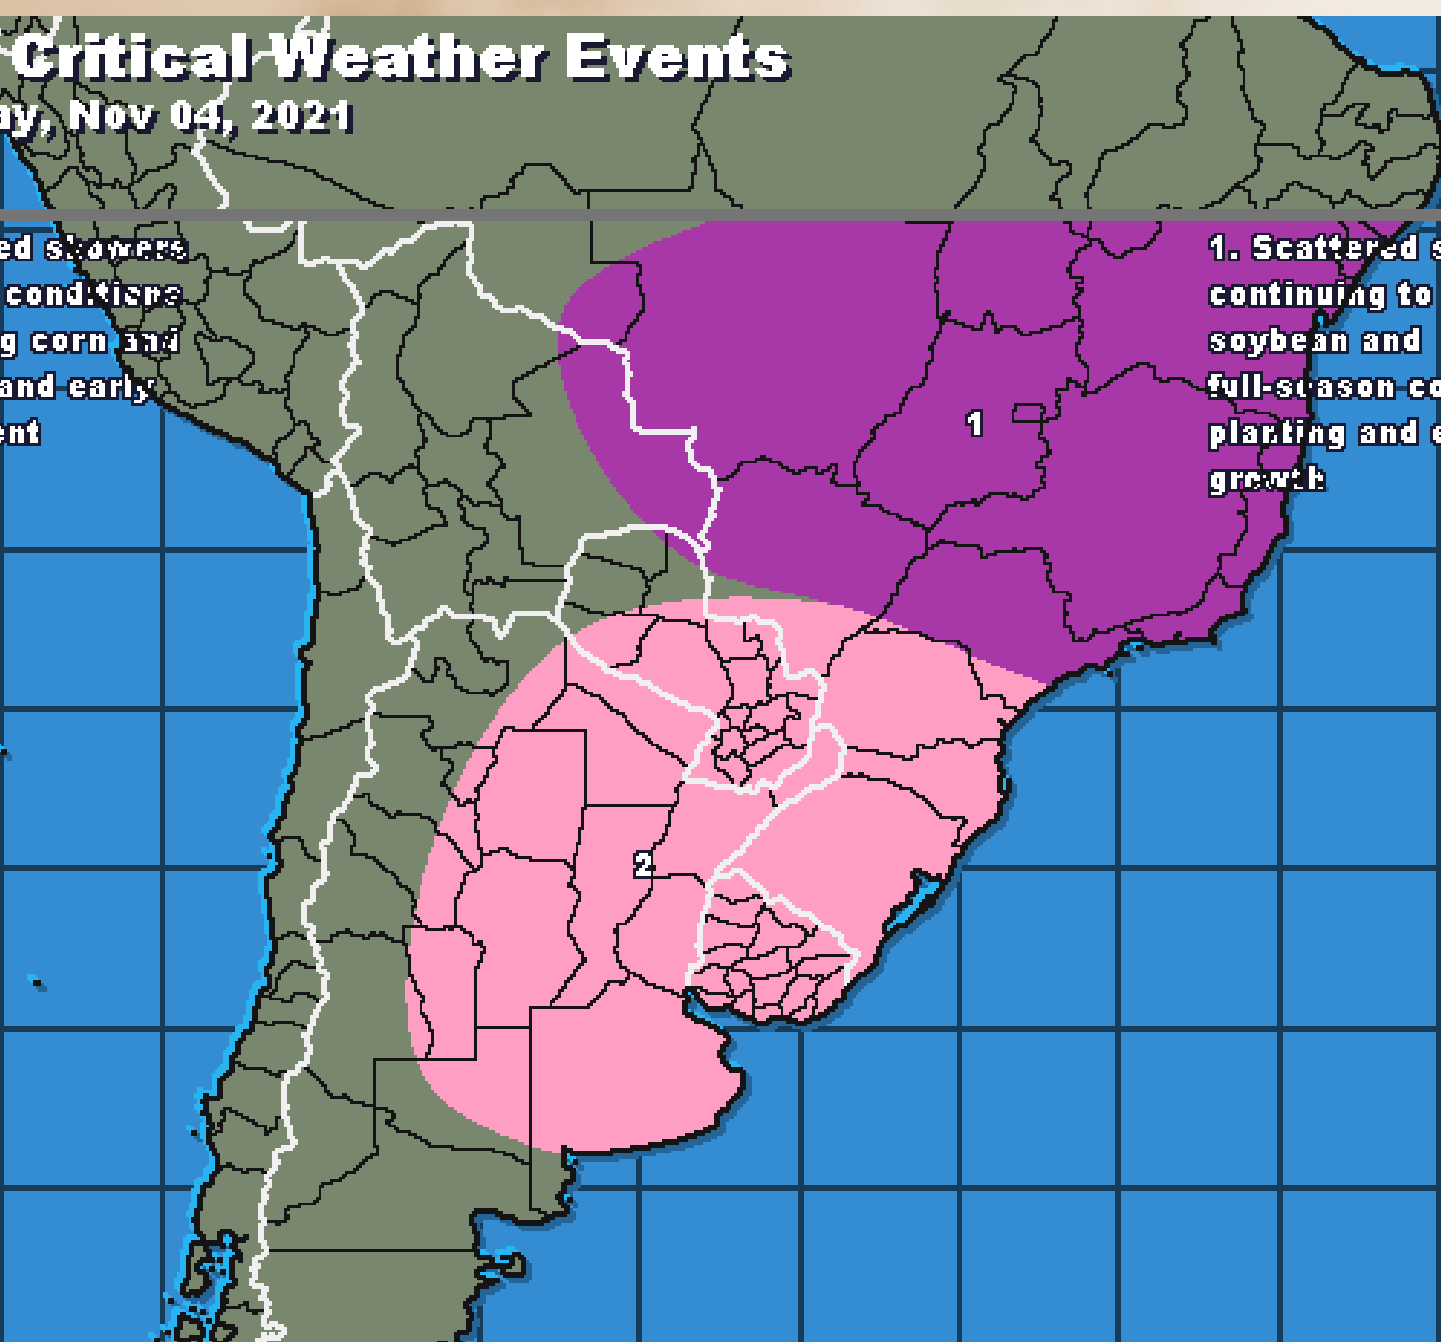 Critical Weather Events
ay, Nov 04, 2021
ed showers
conditions
g corn and
and early
ent
1. Scattered s
continuing to
soybean and
full-season co
planting and e
growth
1
2